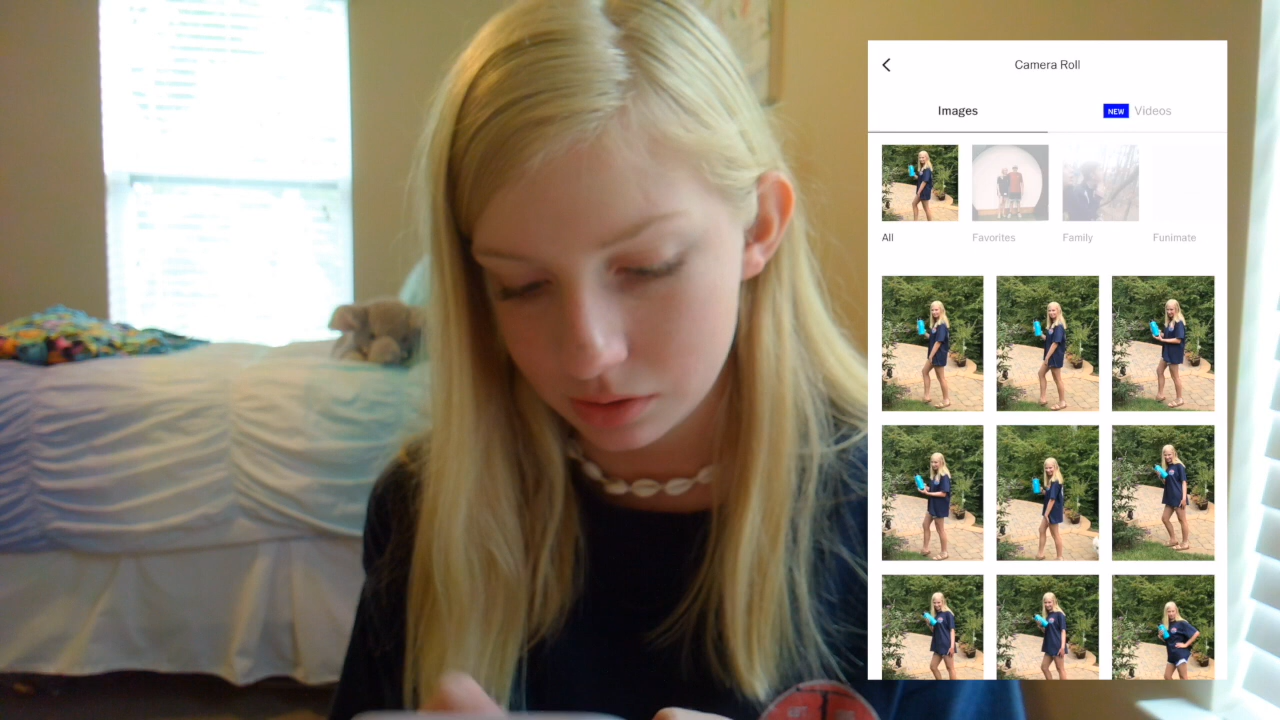 Camera Roll
Images
NEW Videos
All
Favorites
Family
Funimate